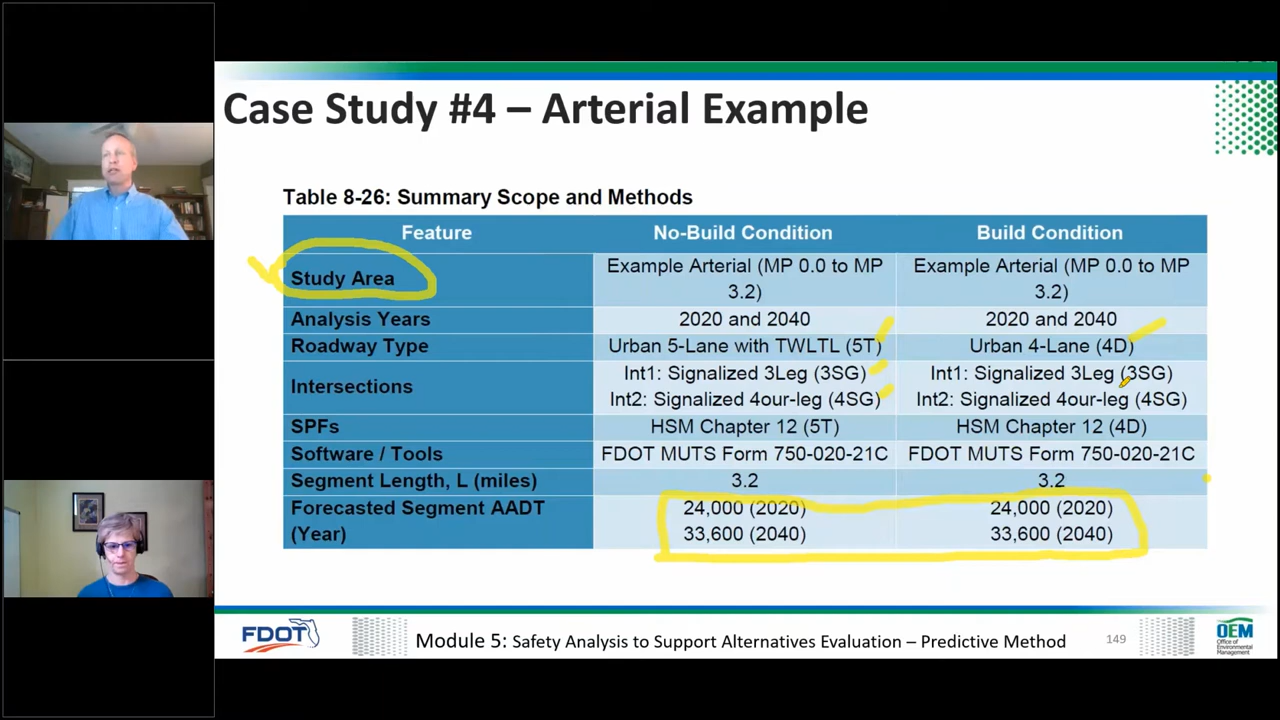 Case Study #4 – Arterial Example
Table 8-26: Summary Scope and Methods
Feature No-Build Condition Build Condition
Study Area Example Arterial (MP 0.0 to MP 3.2) Example Arterial (MP 0.0 to MP 3.2)
Analysis Years 2020 and 2040 2020 and 2040
Roadway Type Urban 5-Lane with TWLTL (5T) Urban 4-Lane (4D)
Intersections Int1: Signalized 3Leg (3SG) Int1: Signalized 3Leg (3SG)
Int2: Signalized 4our-leg (4SG) Int2: Signalized 4our-leg (4SG)
SPFs HSM Chapter 12 (5T) HSM Chapter 12 (4D)
Software / Tools FDOT MUTS Form 750-020-21C FDOT MUTS Form 750-020-21C
Segment Length, L (miles) 3.2 3.2
Forecasted Segment AADT 24,000 (2020) 24,000 (2020)
(Year) 33,600 (2040) 33,600 (2040)
FDOT Module 5: Safety Analysis to Support Alternatives Evaluation – Predictive Method 149 OEM
Office of
Environmental
Management